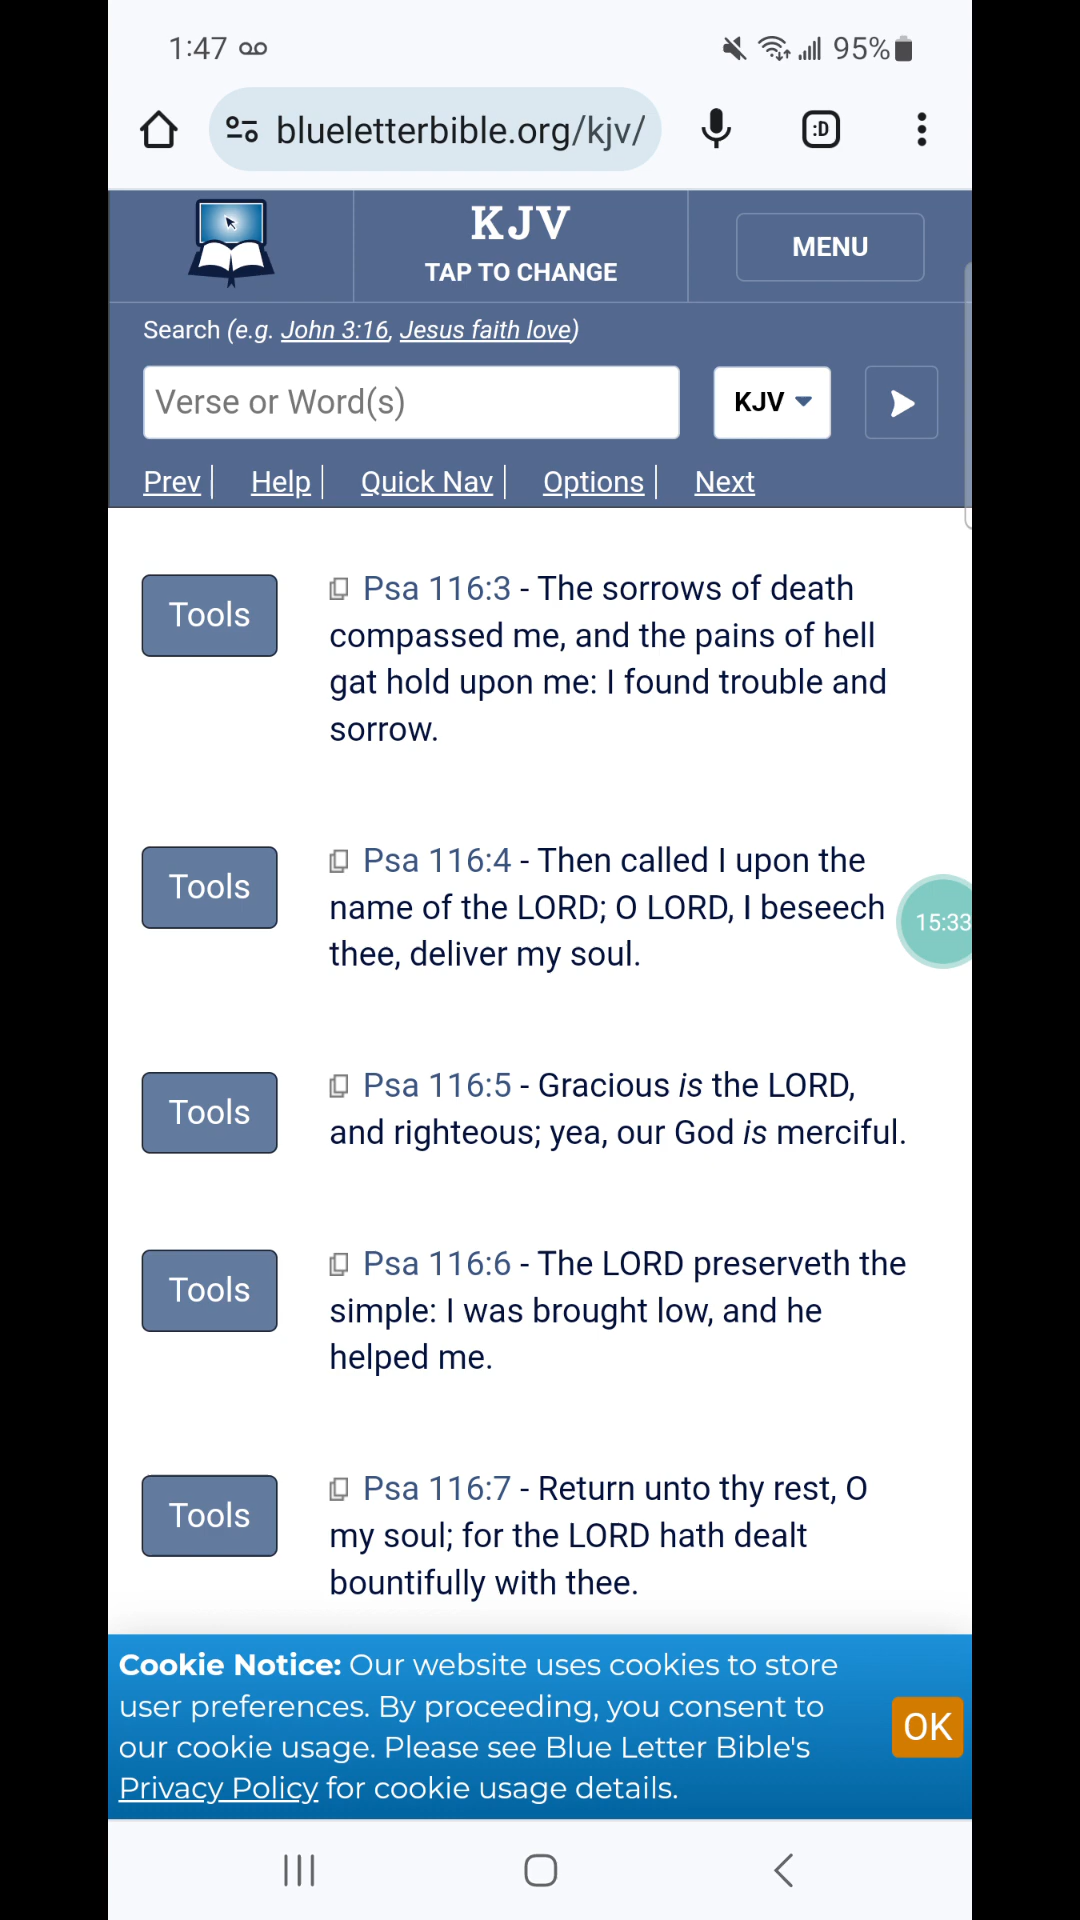 1:47
95%
blueletterbible.org/kjv/
:D
KJV
TAP TO CHANGE
MENU
Search (e.g. John 3:16, Jesus faith love)
Verse or Word(s)
KJV
Prev | Help | Quick Nav | Options | Next
Tools
Psa 116:3 - The sorrows of death
compassed me, and the pains of hell
gat hold upon me: I found trouble and
sorrow.
Tools
Psa 116:4 - Then called I upon the
name of the LORD; O LORD, I beseech
thee, deliver my soul.
15:33
Tools
Psa 116:5 - Gracious is the LORD,
and righteous; yea, our God is merciful.
Tools
Psa 116:6 - The LORD preserveth the
simple: I was brought low, and he
helped me.
Tools
Psa 116:7 - Return unto thy rest, O
my soul; for the LORD hath dealt
bountifully with thee.
Cookie Notice: Our website uses cookies to store
user preferences. By proceeding, you consent to
our cookie usage. Please see Blue Letter Bible's
Privacy Policy for cookie usage details.
OK